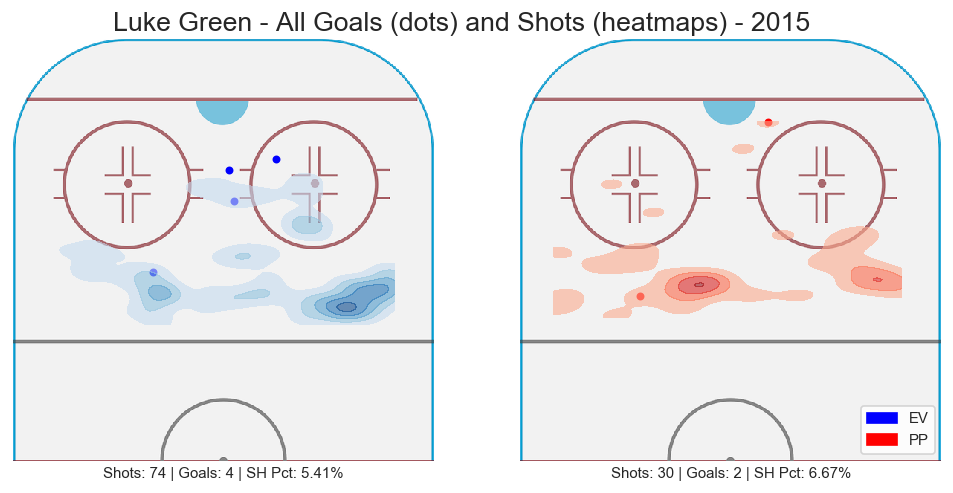 Luke Green - All Goals (dots) and Shots (heatmaps) - 2015
EV
PP
Shots: 74 | Goals: 4 | SH Pct: 5.41%
Shots: 30 | Goals: 2 | SH Pct: 6.67%